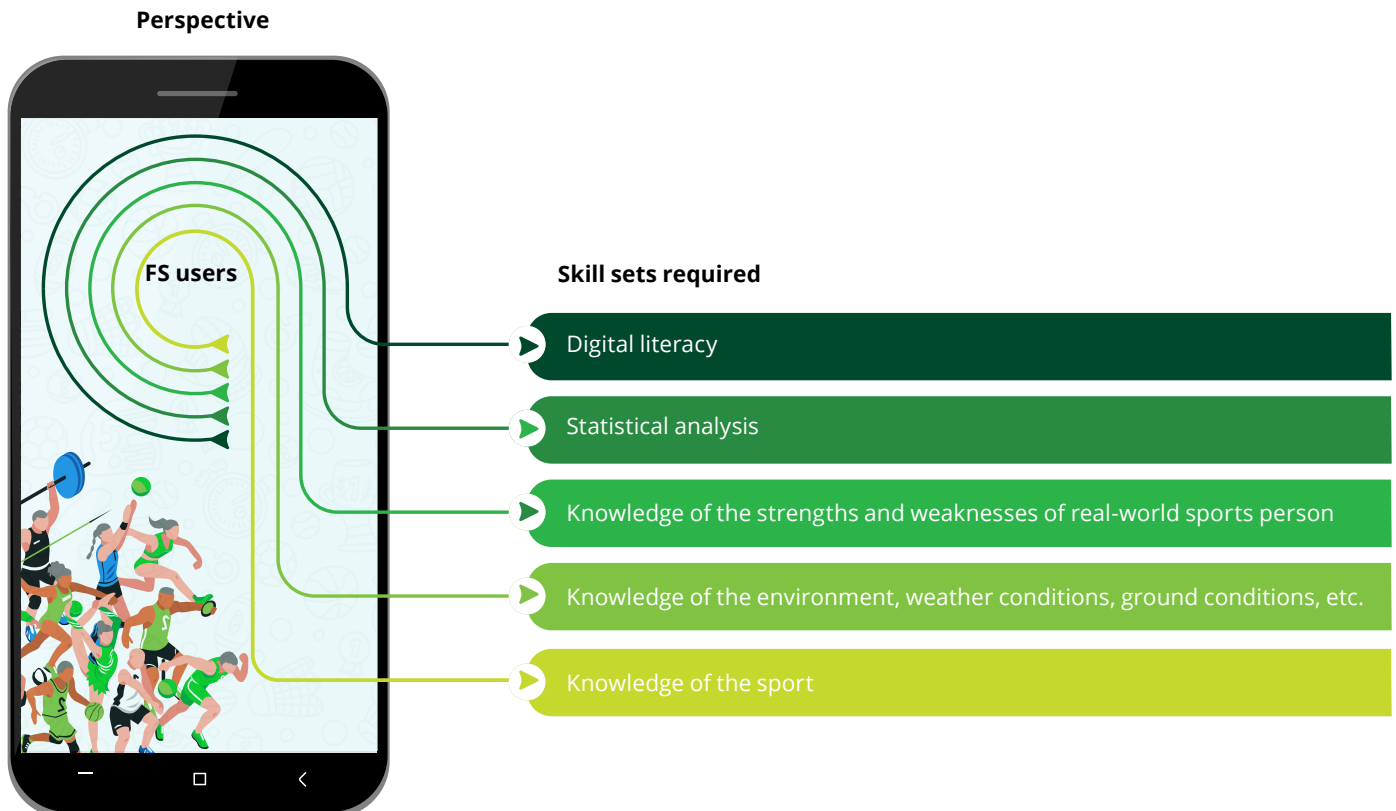 Perspective
FS users
Skill sets required
Digital literacy
Statistical analysis
Knowledge of the strengths and weaknesses of real-world sports person
Knowledge of the environment, weather conditions, ground conditions, etc.
Knowledge of the sport